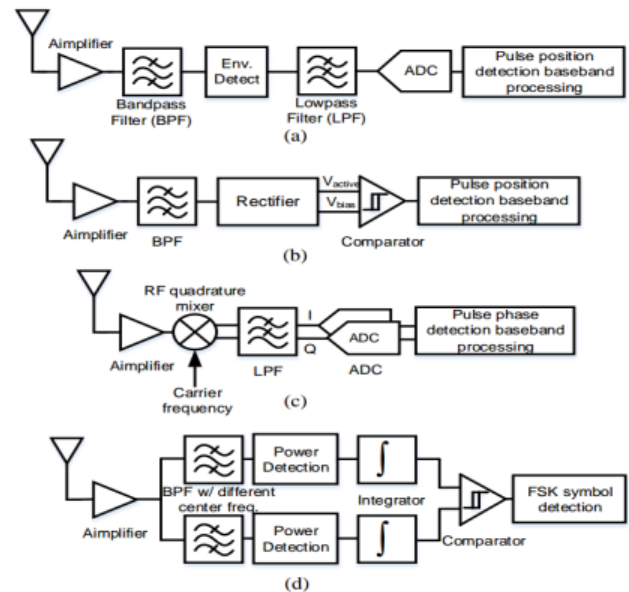 Aimplifier
Env.
Detect
ADC
Pulse position
detection baseband
processing
Bandpass
Filter (BPF)
Lowpass
Filter (LPF)
(a)
Vactive
Vbias
Rectifier
Pulse position
detection baseband
processing
Aimplifier
BPF
Comparator
(b)
RF quadrature
mixer
I
Q
ADC
Pulse phase
detection baseband
processing
Aimplifier
LPF
ADC
Carrier
frequency
(c)
Power
Detection
∫
BPF w/ different
center freq.
Integrator
FSK symbol
detection
Aimplifier
Power
Detection
∫
Comparator
(d)